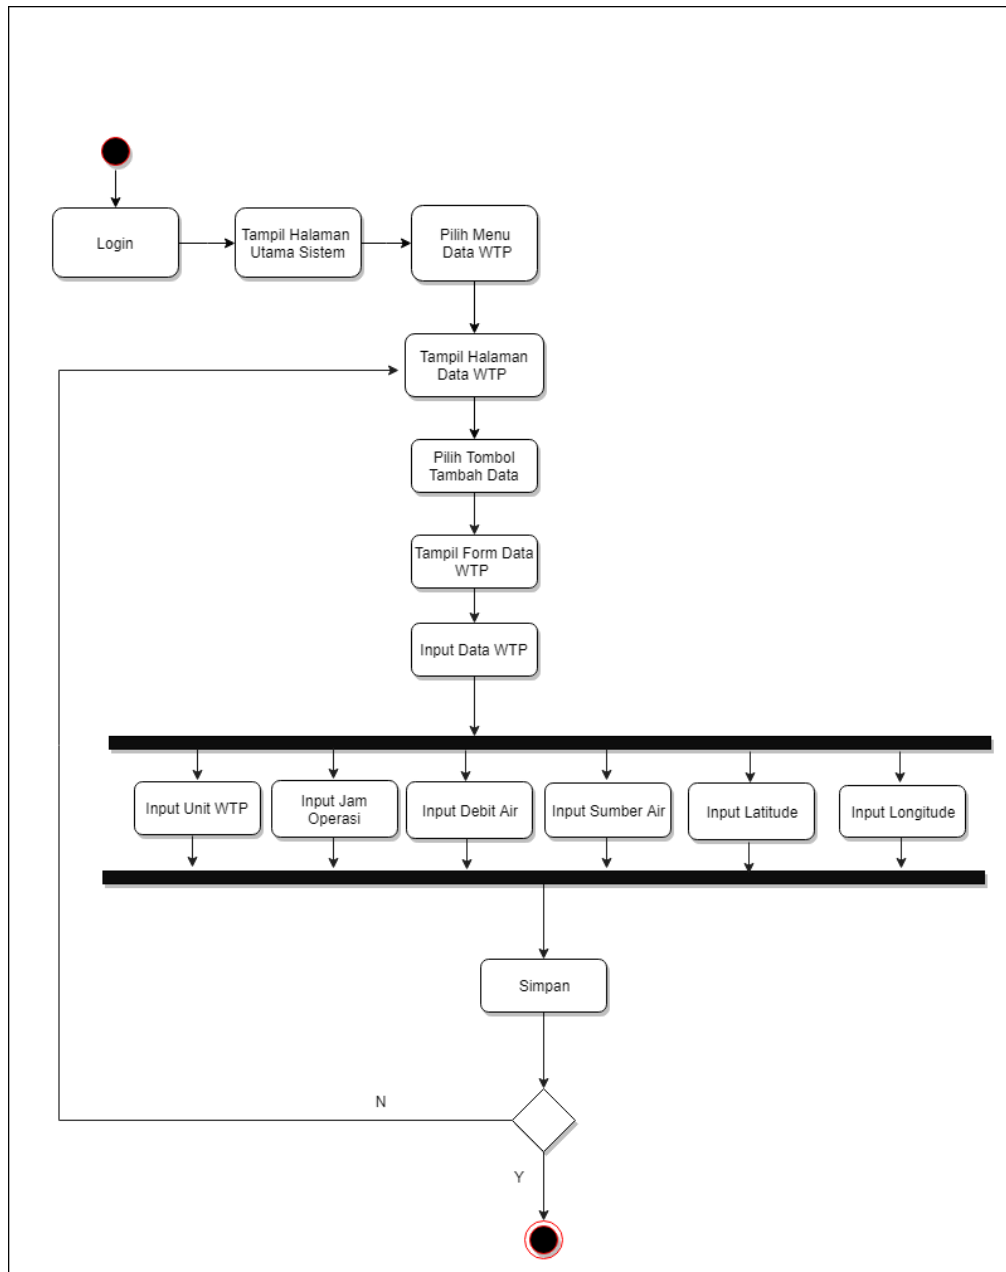 Login
Tampil Halaman
Utama Sistem
Pilih Menu
Data WTP
Tampil Halaman
Data WTP
Pilih Tombol
Tambah Data
Tampil Form Data
WTP
Input Data WTP
Input Unit WTP
Input Jam
Operasi
Input Debit Air
Input Sumber Air
Input Latitude
Input Longitude
Simpan
N
Y